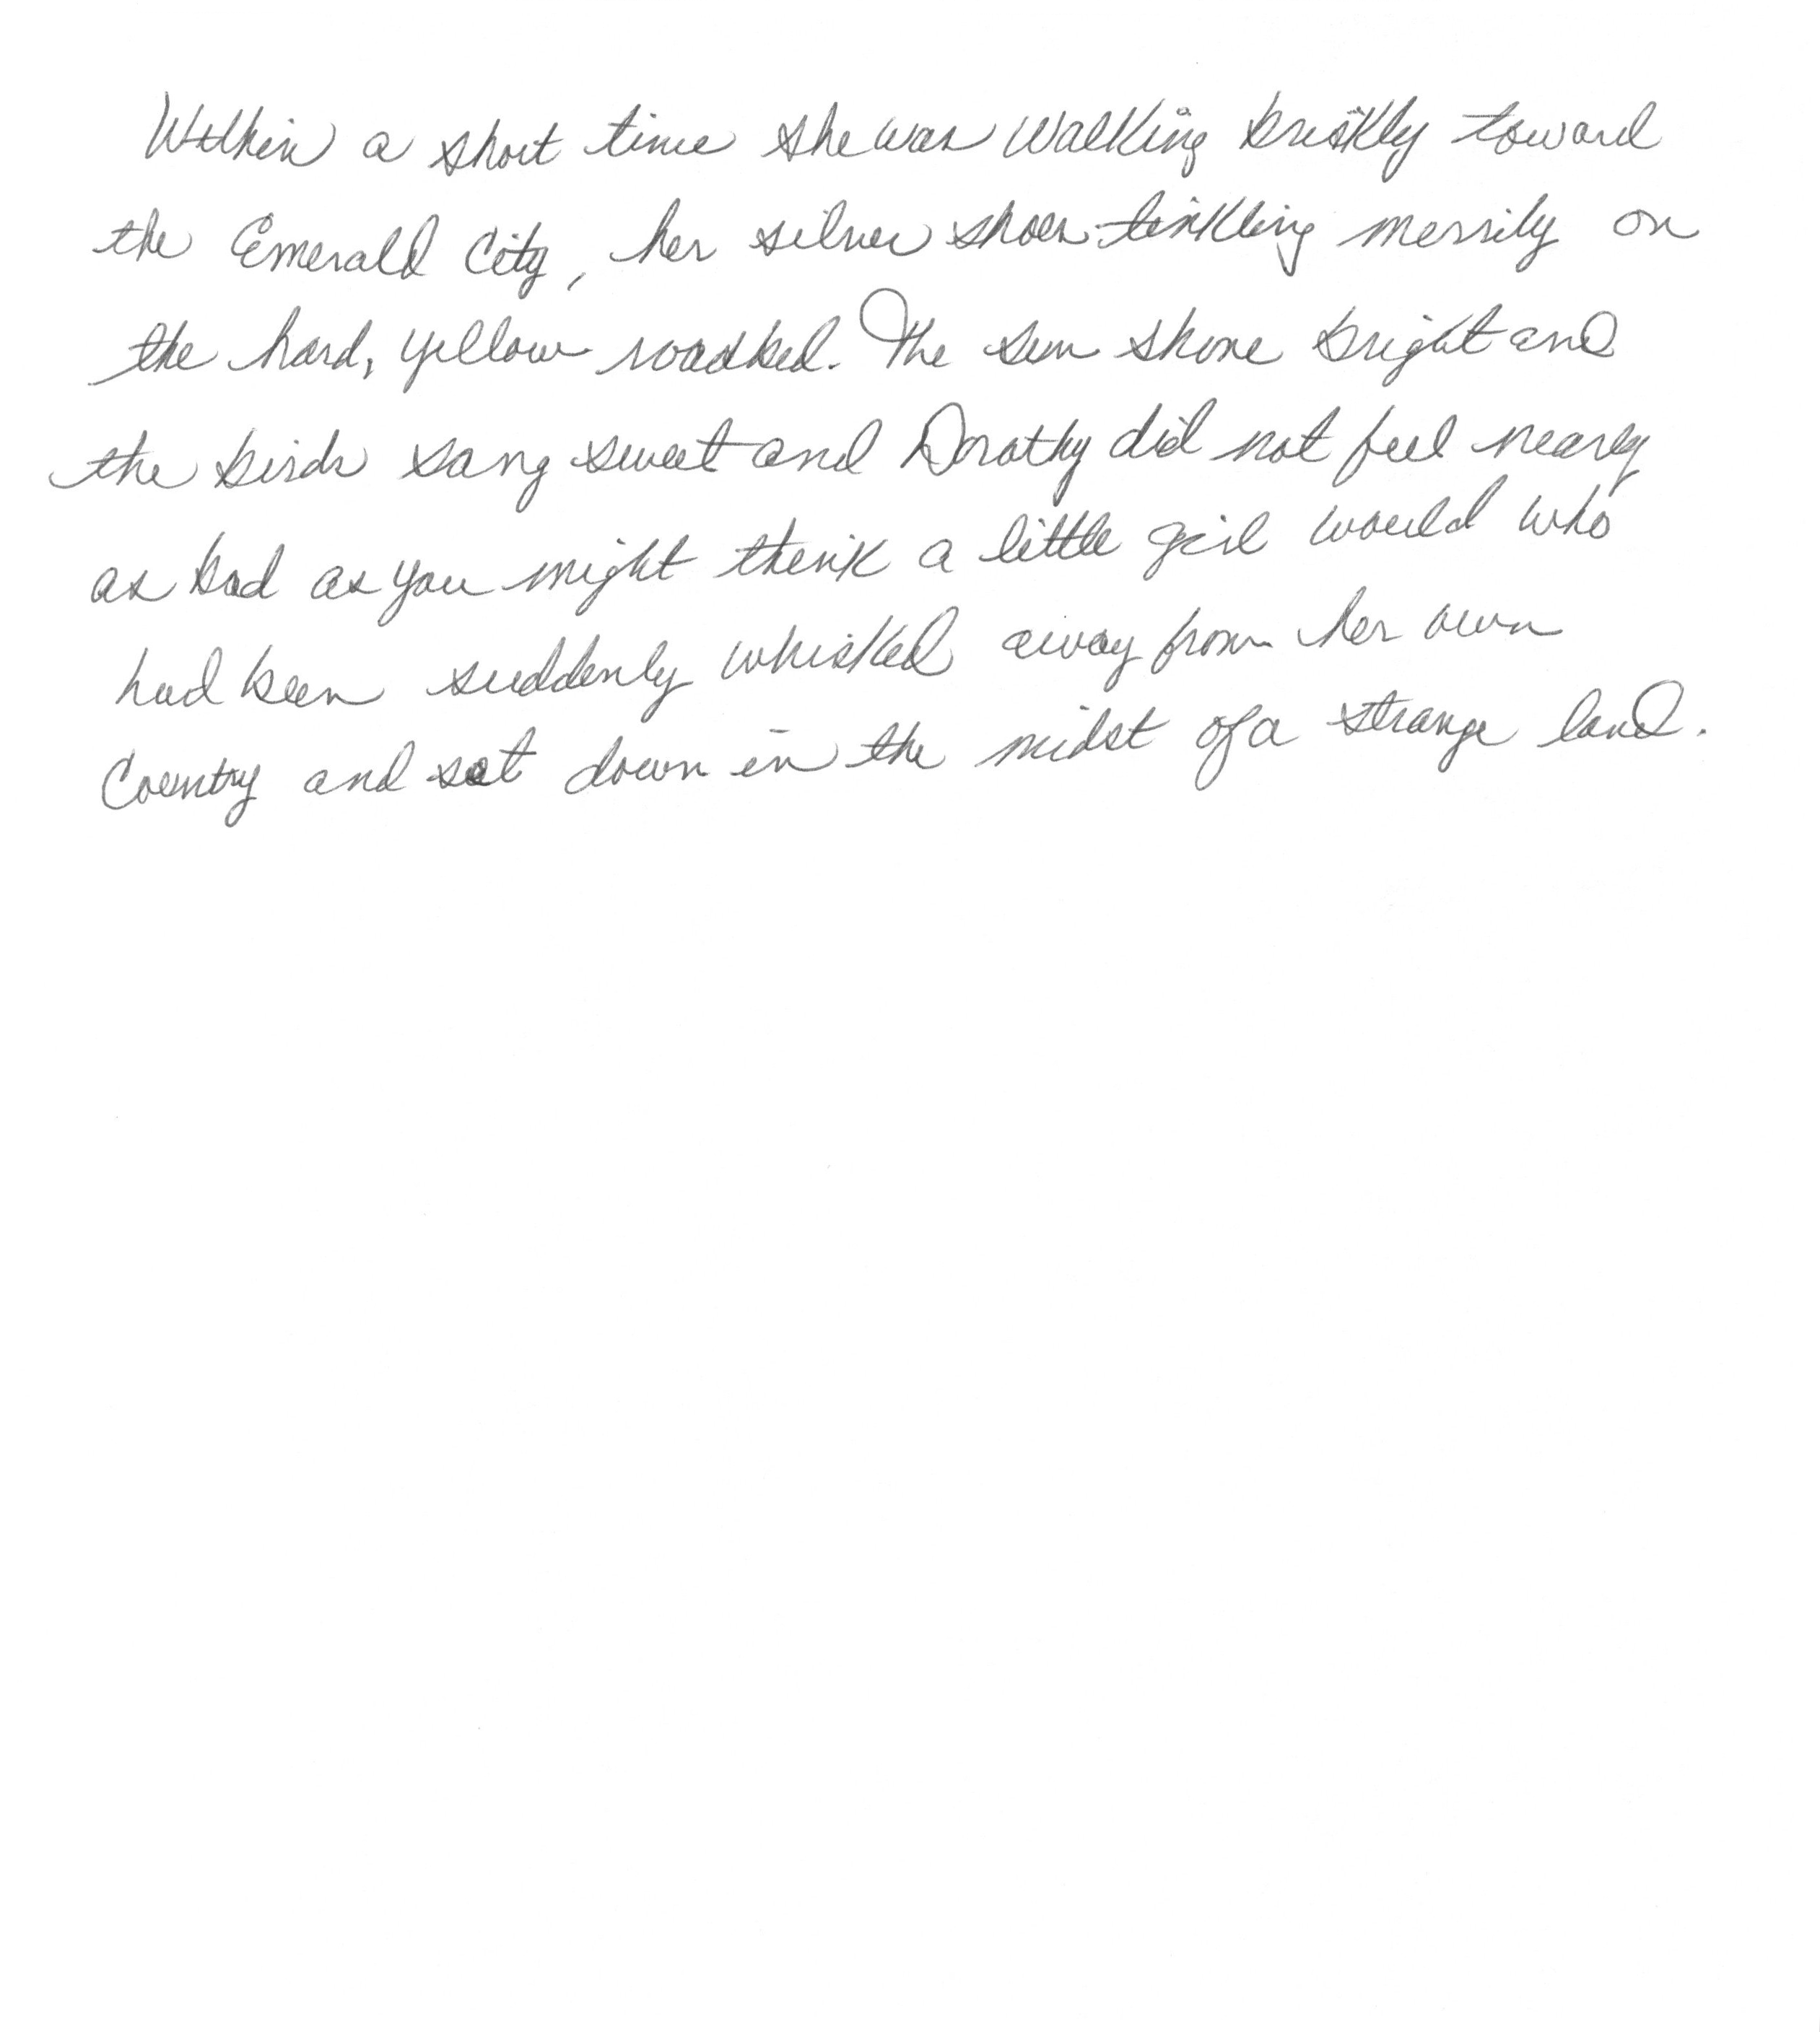 Within a short time she was walking briskly toward
the Emerald City, her silver shoes tinkling merrily on
the hard, yellow roadbed. The sun shone bright and
the birds sang sweet and Dorothy did not feel nearly
as bad as you might think a little girl would who
had been suddenly whisked away from her own
Country and set down in the midst of a strange land.